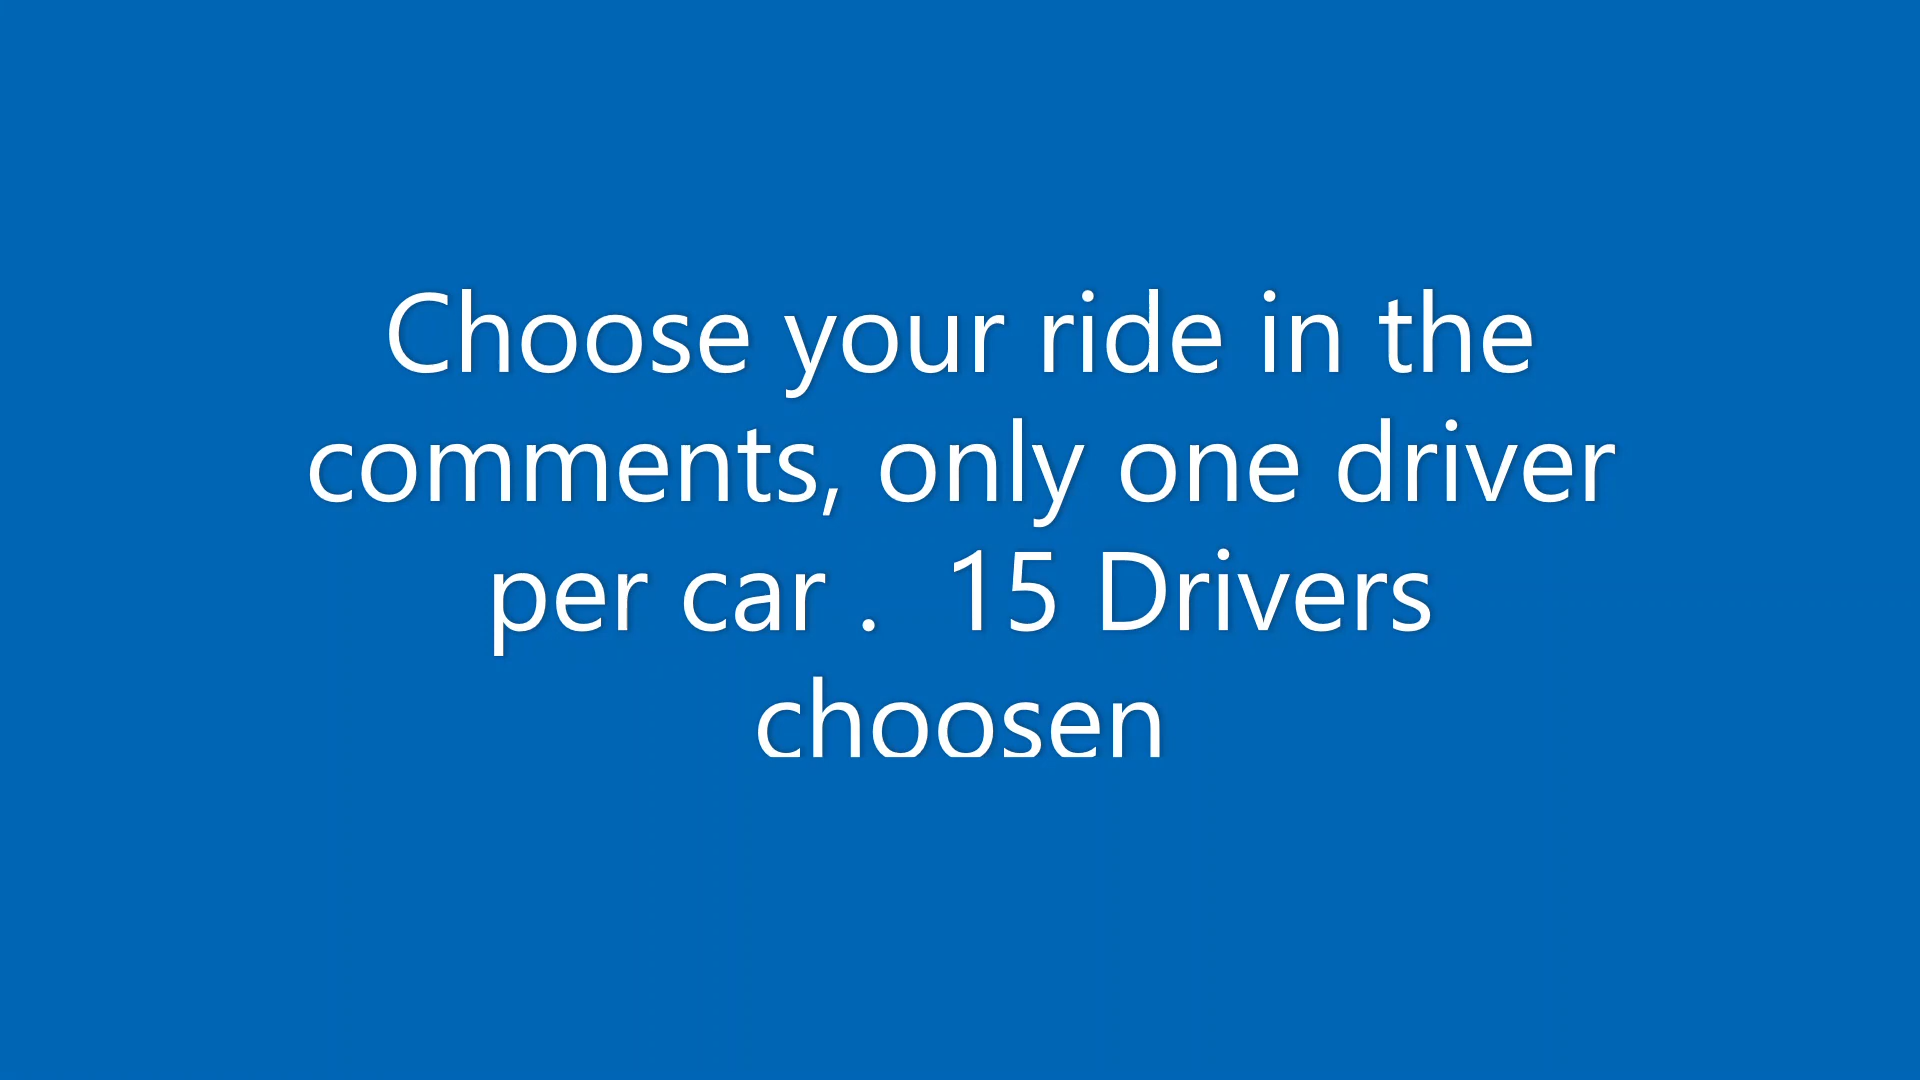 Choose your ride in the
comments, only one driver
per car .  15 Drivers
choosen